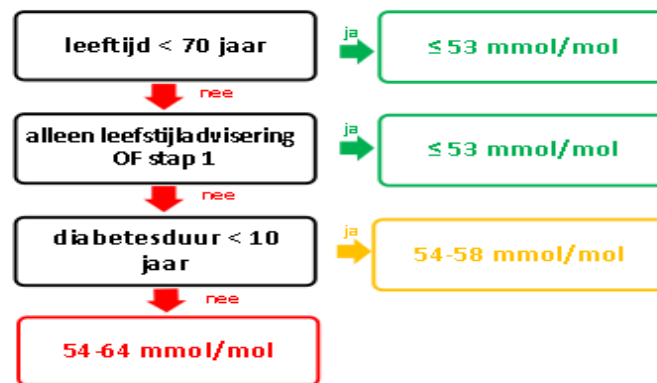 leeftijd < 70 jaar
ja
≤ 53 mmol/mol
nee
alleen leefstijladvisering
OF stap 1
ja
≤ 53 mmol/mol
nee
diabetesduur < 10
jaar
ja
54-58 mmol/mol
nee
54-64 mmol/mol